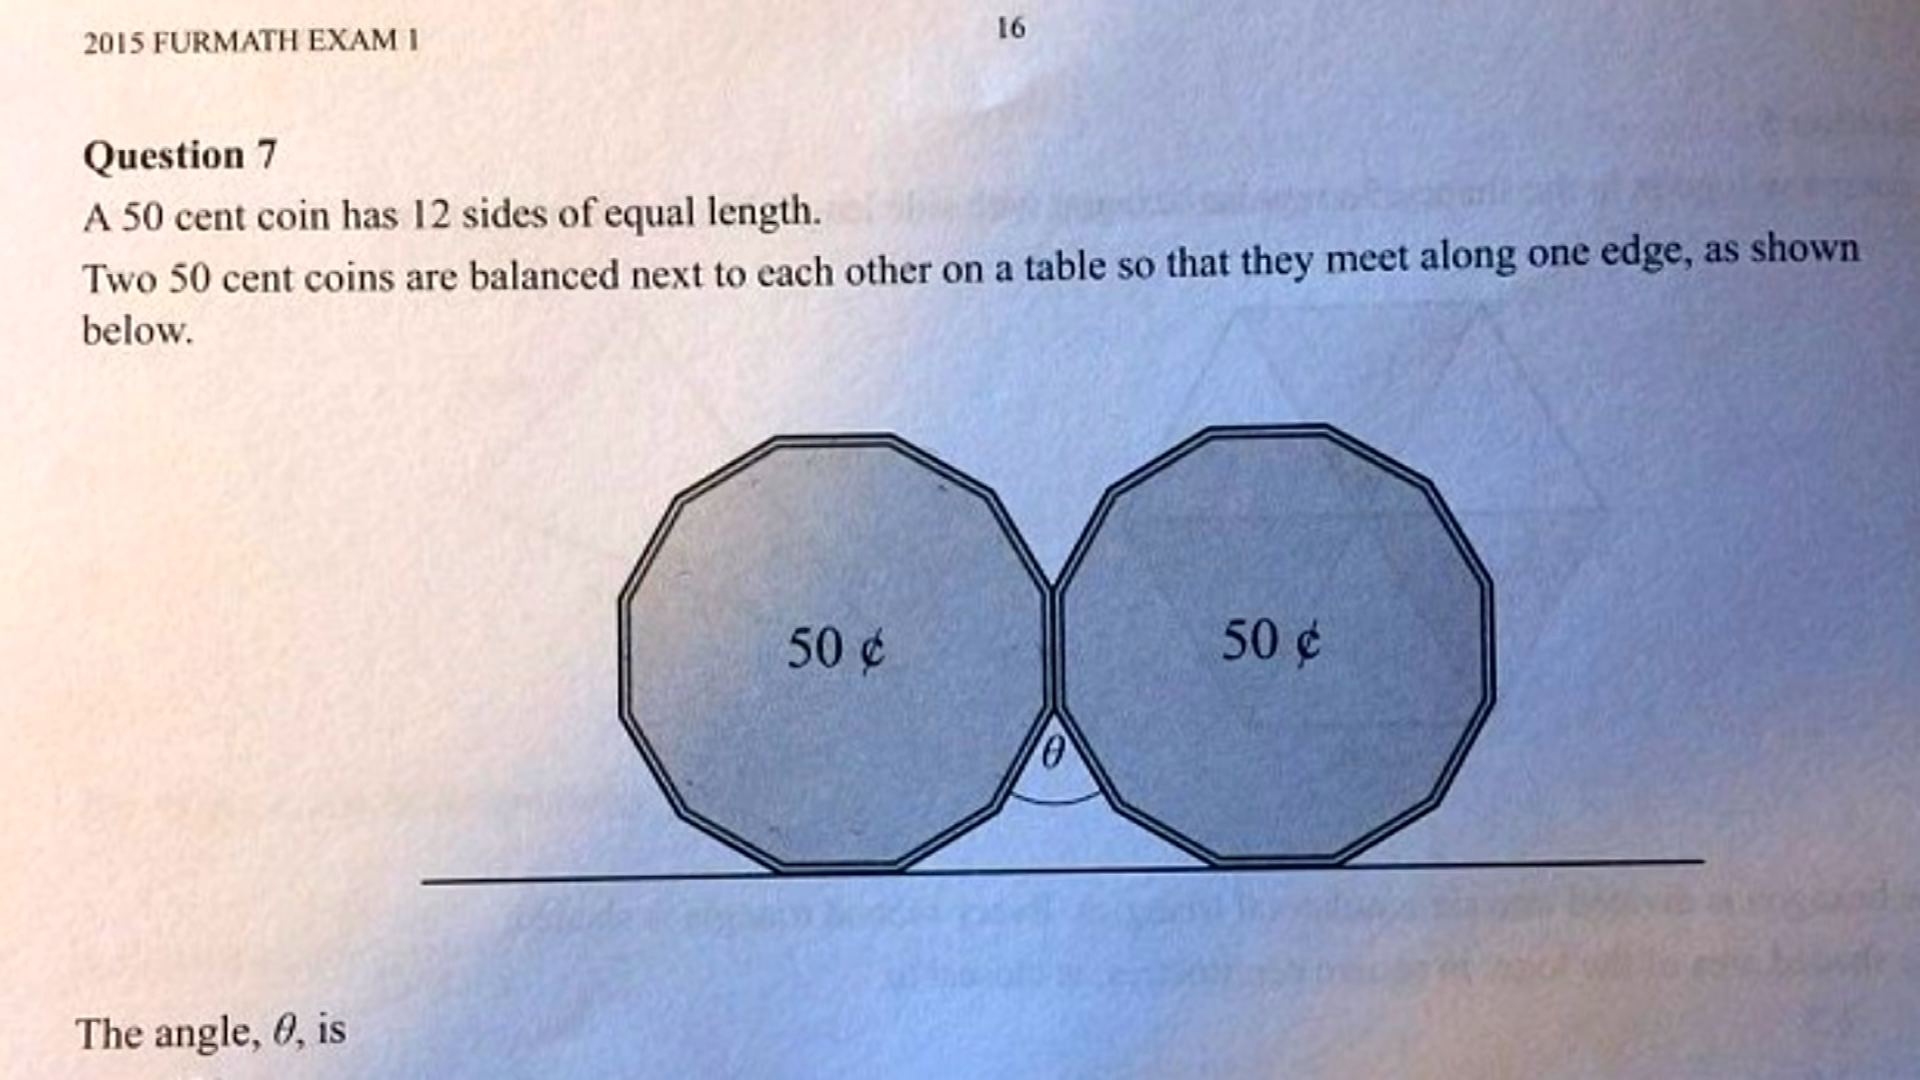 2015 FURMATH EXAM 1
16
Question 7
A 50 cent coin has 12 sides of equal length.
Two 50 cent coins are balanced next to each other on a table so that they meet along one edge, as shown
below.
50 ¢
50 ¢
θ
The angle, θ, is